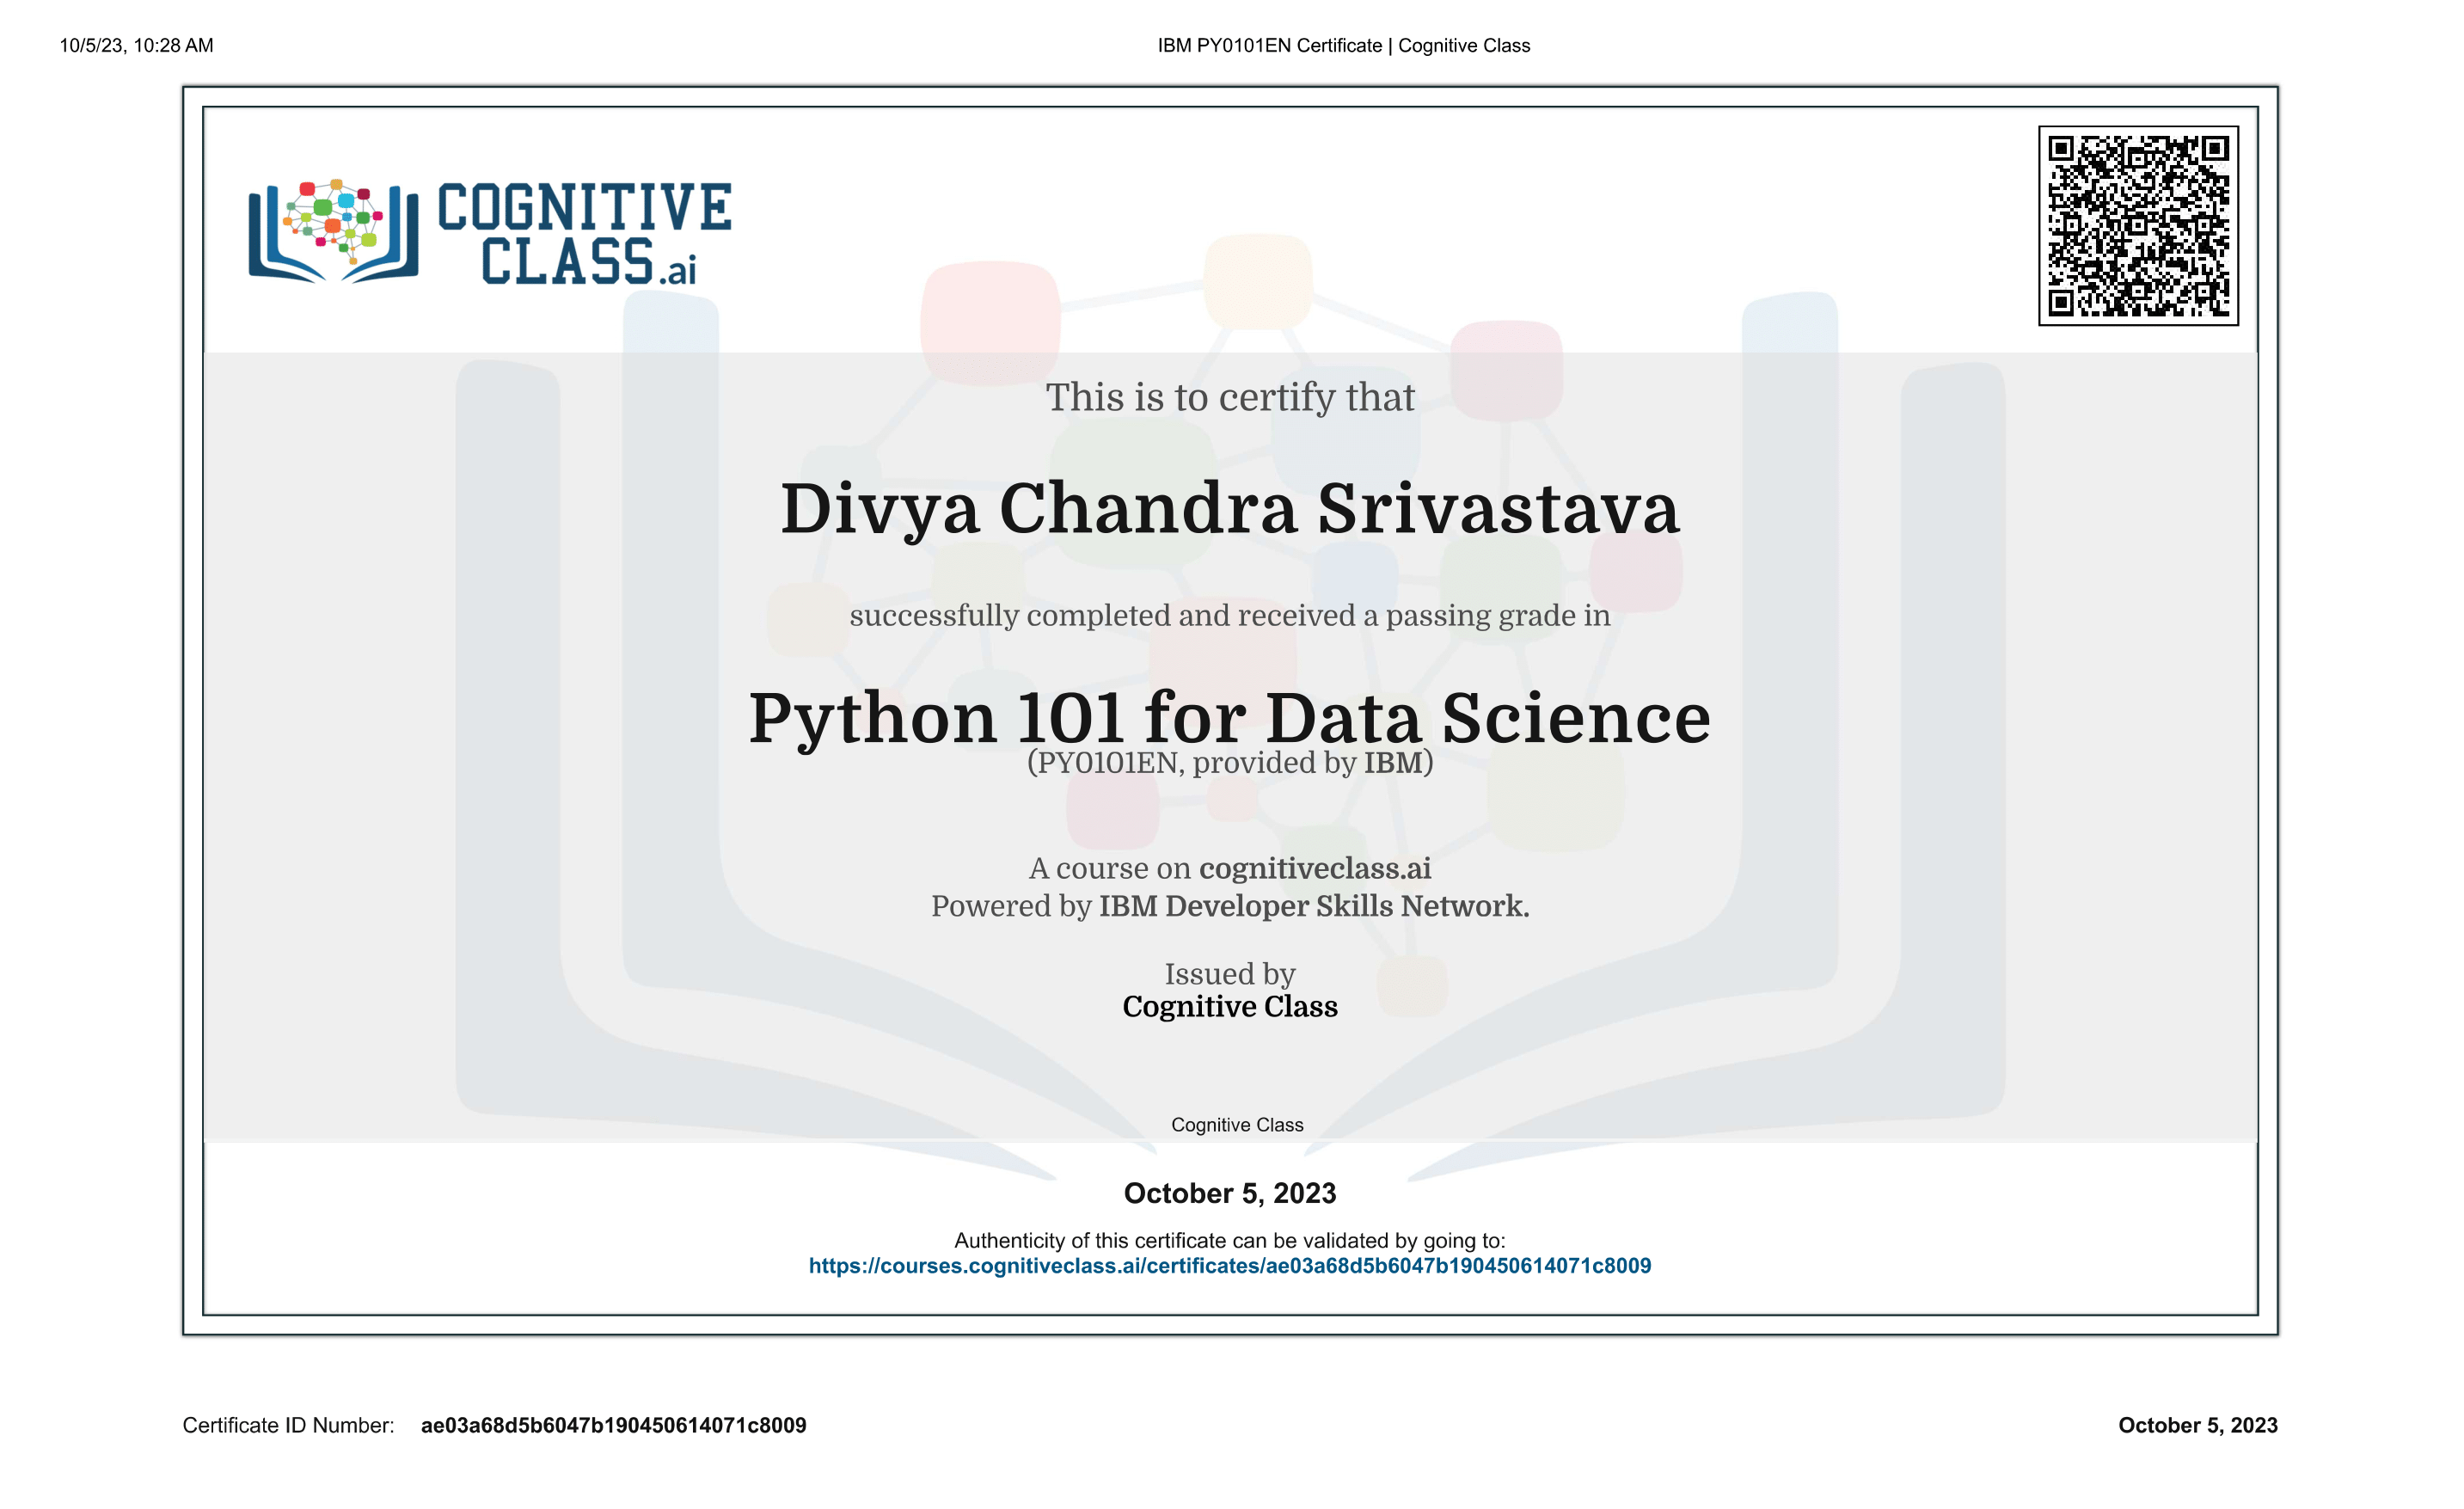 10/5/23, 10:28 AM
IBM PY0101EN Certificate | Cognitive Class
COGNITIVE
CLASS.ai
This is to certify that
Divya Chandra Srivastava
successfully completed and received a passing grade in
Python 101 for Data Science
(PY0101EN, provided by IBM)
A course on cognitiveclass.ai
Powered by IBM Developer Skills Network.
Issued by
Cognitive Class
Cognitive Class
October 5, 2023
Authenticity of this certificate can be validated by going to:
https://courses.cognitiveclass.ai/certificates/ae03a68d5b6047b190450614071c8009
Certificate ID Number: ae03a68d5b6047b190450614071c8009
October 5, 2023